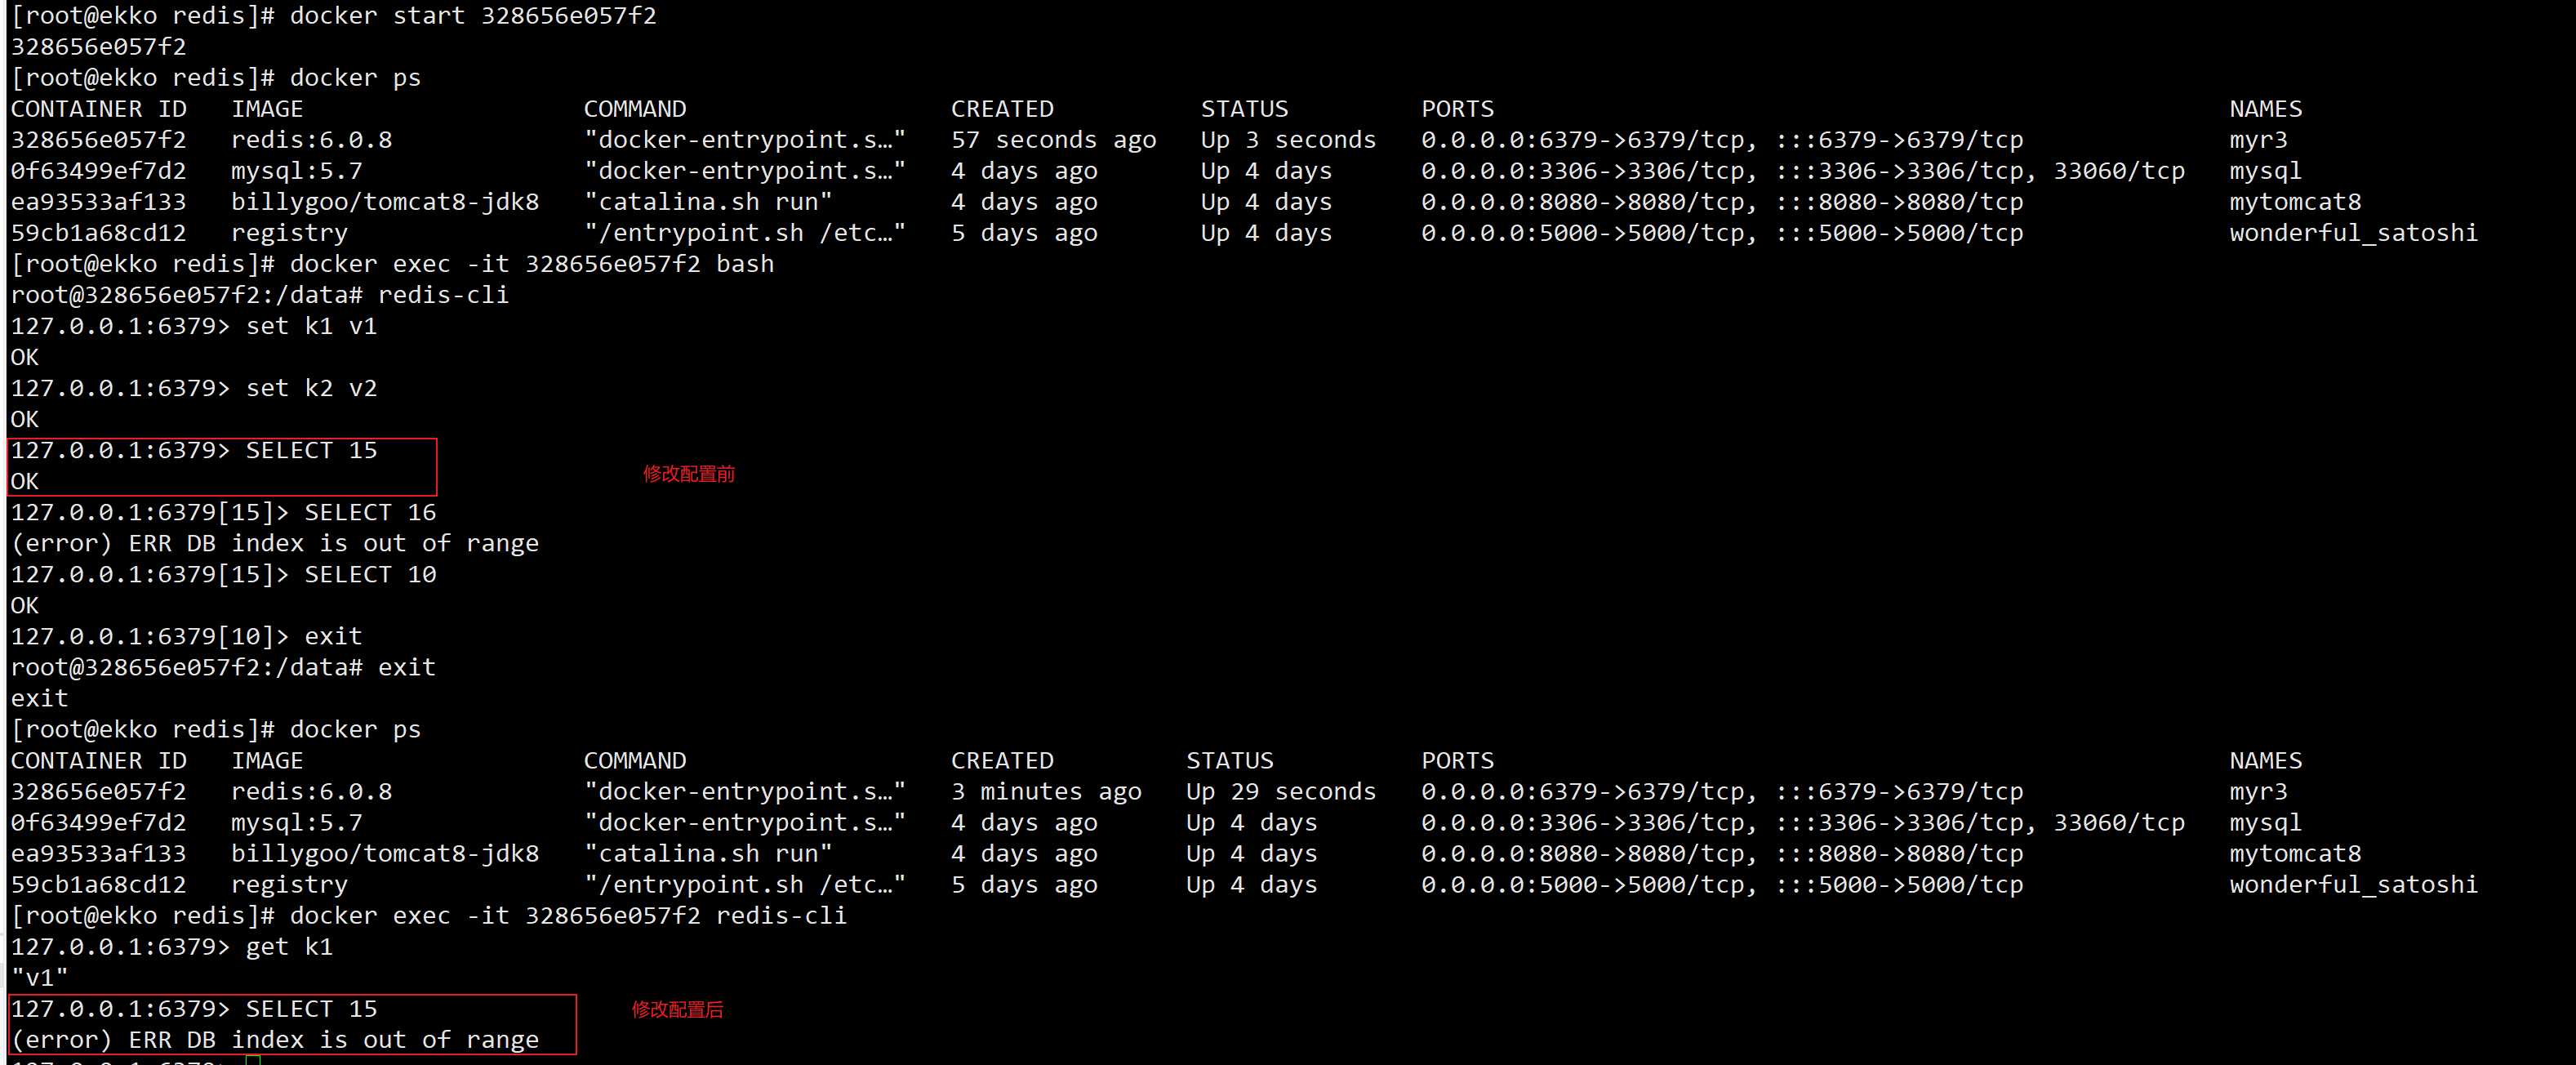 [root@ekko redis]# docker start 328656e057f2
328656e057f2
[root@ekko redis]# docker ps
CONTAINER ID   IMAGE                   COMMAND                  CREATED          STATUS         PORTS                                                  NAMES
328656e057f2   redis:6.0.8             "docker-entrypoint.s…"   57 seconds ago   Up 3 seconds   0.0.0.0:6379->6379/tcp, :::6379->6379/tcp              myr3
0f63499ef7d2   mysql:5.7               "docker-entrypoint.s…"   4 days ago       Up 4 days      0.0.0.0:3306->3306/tcp, :::3306->3306/tcp, 33060/tcp   mysql
ea93533af133   billygoo/tomcat8-jdk8   "catalina.sh run"        4 days ago       Up 4 days      0.0.0.0:8080->8080/tcp, :::8080->8080/tcp              mytomcat8
59cb1a68cd12   registry                "/entrypoint.sh /etc…"   5 days ago       Up 4 days      0.0.0.0:5000->5000/tcp, :::5000->5000/tcp              wonderful_satoshi
[root@ekko redis]# docker exec -it 328656e057f2 bash
root@328656e057f2:/data# redis-cli
127.0.0.1:6379> set k1 v1
OK
127.0.0.1:6379> set k2 v2
OK
127.0.0.1:6379> SELECT 15
修改配置前
OK
127.0.0.1:6379[15]> SELECT 16
(error) ERR DB index is out of range
127.0.0.1:6379[15]> SELECT 10
OK
127.0.0.1:6379[10]> exit
root@328656e057f2:/data# exit
exit
[root@ekko redis]# docker ps
CONTAINER ID   IMAGE                   COMMAND                  CREATED         STATUS          PORTS                                                  NAMES
328656e057f2   redis:6.0.8             "docker-entrypoint.s…"   3 minutes ago   Up 29 seconds   0.0.0.0:6379->6379/tcp, :::6379->6379/tcp              myr3
0f63499ef7d2   mysql:5.7               "docker-entrypoint.s…"   4 days ago      Up 4 days       0.0.0.0:3306->3306/tcp, :::3306->3306/tcp, 33060/tcp   mysql
ea93533af133   billygoo/tomcat8-jdk8   "catalina.sh run"        4 days ago      Up 4 days       0.0.0.0:8080->8080/tcp, :::8080->8080/tcp              mytomcat8
59cb1a68cd12   registry                "/entrypoint.sh /etc…"   5 days ago      Up 4 days       0.0.0.0:5000->5000/tcp, :::5000->5000/tcp              wonderful_satoshi
[root@ekko redis]# docker exec -it 328656e057f2 redis-cli
127.0.0.1:6379> get k1
"v1"
127.0.0.1:6379> SELECT 15 修改配置后
(error) ERR DB index is out of range